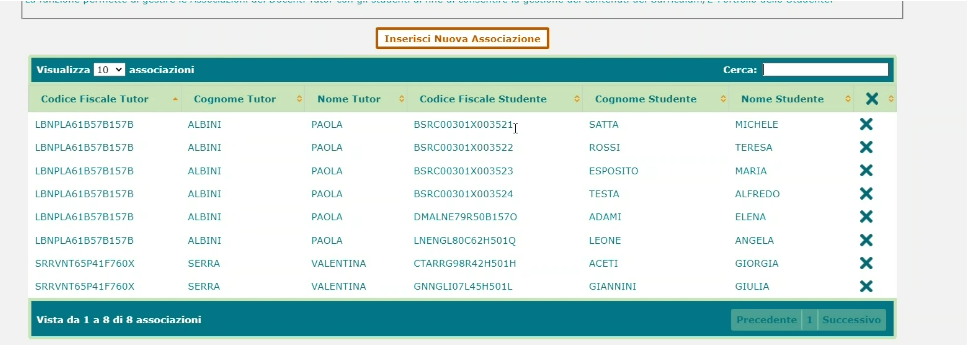 La funzione permette di gestire le Associazioni dei Docenti Tutor con gli studenti al fine di consentire la gestione dei contenuti del Curriculum/E-Portfolio dello Studente.
Inserisci Nuova Associazione
Visualizza 10 associazioni Cerca:
Codice Fiscale Tutor Cognome Tutor Nome Tutor Codice Fiscale Studente Cognome Studente Nome Studente
LBNPLA61B57B157B ALBINI PAOLA BSRC00301X003521 SATTA MICHELE
LBNPLA61B57B157B ALBINI PAOLA BSRC00301X003522 ROSSI TERESA
LBNPLA61B57B157B ALBINI PAOLA BSRC00301X003523 ESPOSITO MARIA
LBNPLA61B57B157B ALBINI PAOLA BSRC00301X003524 TESTA ALFREDO
LBNPLA61B57B157B ALBINI PAOLA DMALNE79R50B157O ADAMI ELENA
LBNPLA61B57B157B ALBINI PAOLA LNENGL80C62H501Q LEONE ANGELA
SRRVNT65P41F760X SERRA VALENTINA CTARRG98R42H501H ACETI GIORGIA
SRRVNT65P41F760X SERRA VALENTINA GNNGLI07L45H501L GIANNINI GIULIA
Vista da 1 a 8 di 8 associazioni Precedente 1 Successivo